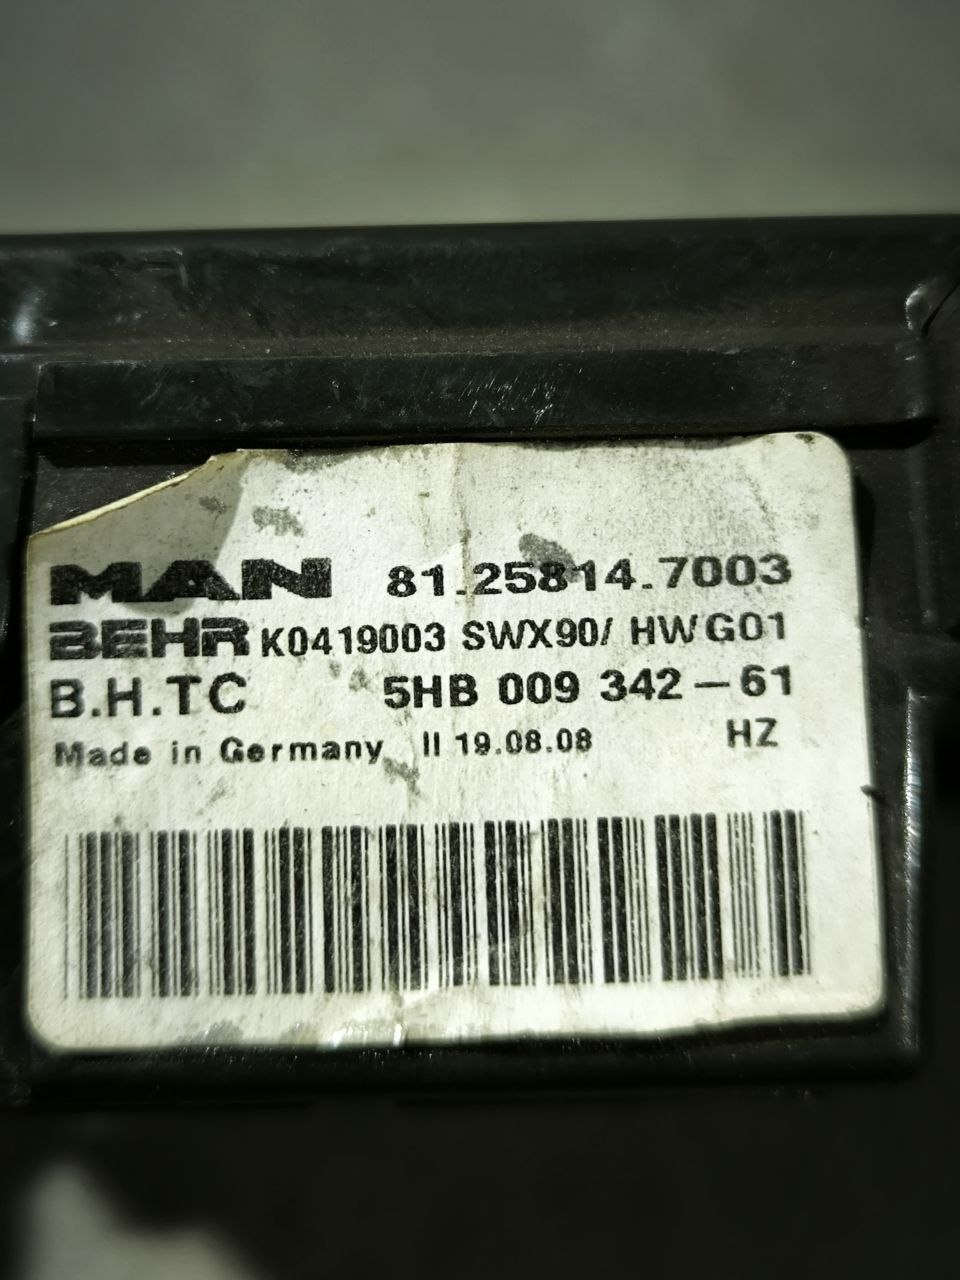 MAN 81.25814.7003
BEHR K0419003 SWX90/ HWG01
B.H.TC 5HB 009 342-61
Made in Germany II 19.08.08 HZ